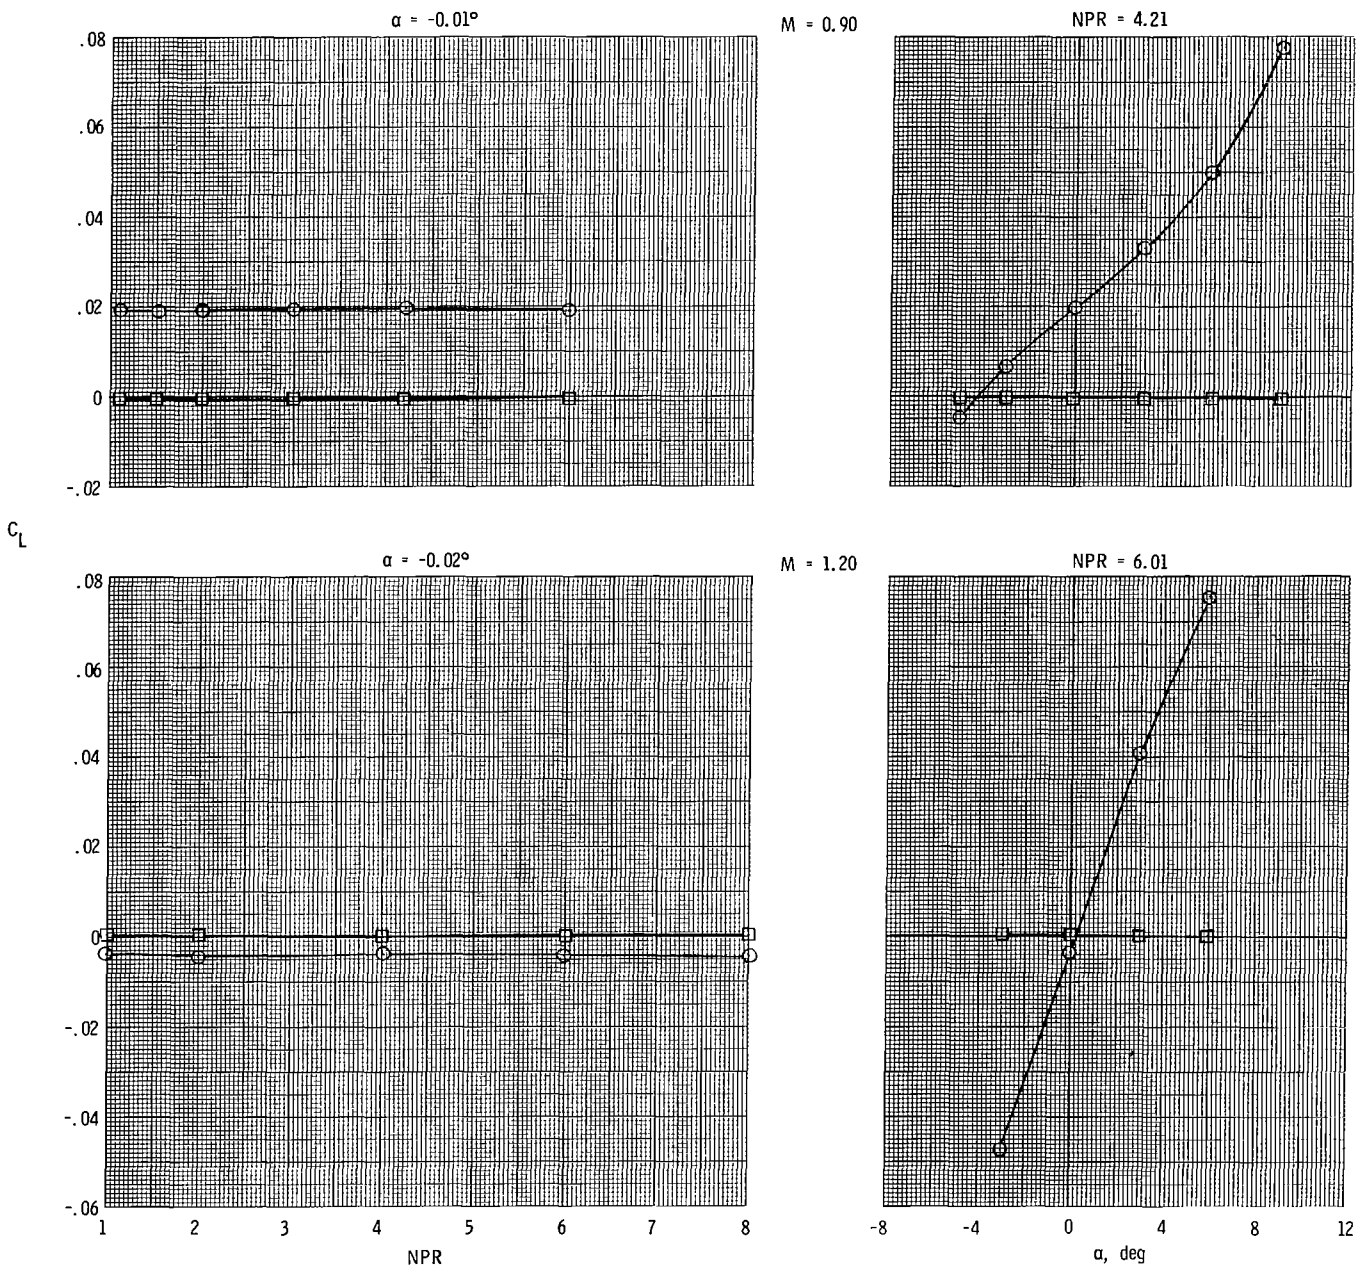 α = -0.01°
M = 0.90
NPR = 4.21
.08
.06
.04
.02
0
-.02
C_L
α = -0.02°
M = 1.20
NPR = 6.01
.08
.06
.04
.02
0
-.02
-.04
-.06
1 2 3 4 5 6 7 8
NPR
-8 -4 0 4 8 12
α, deg